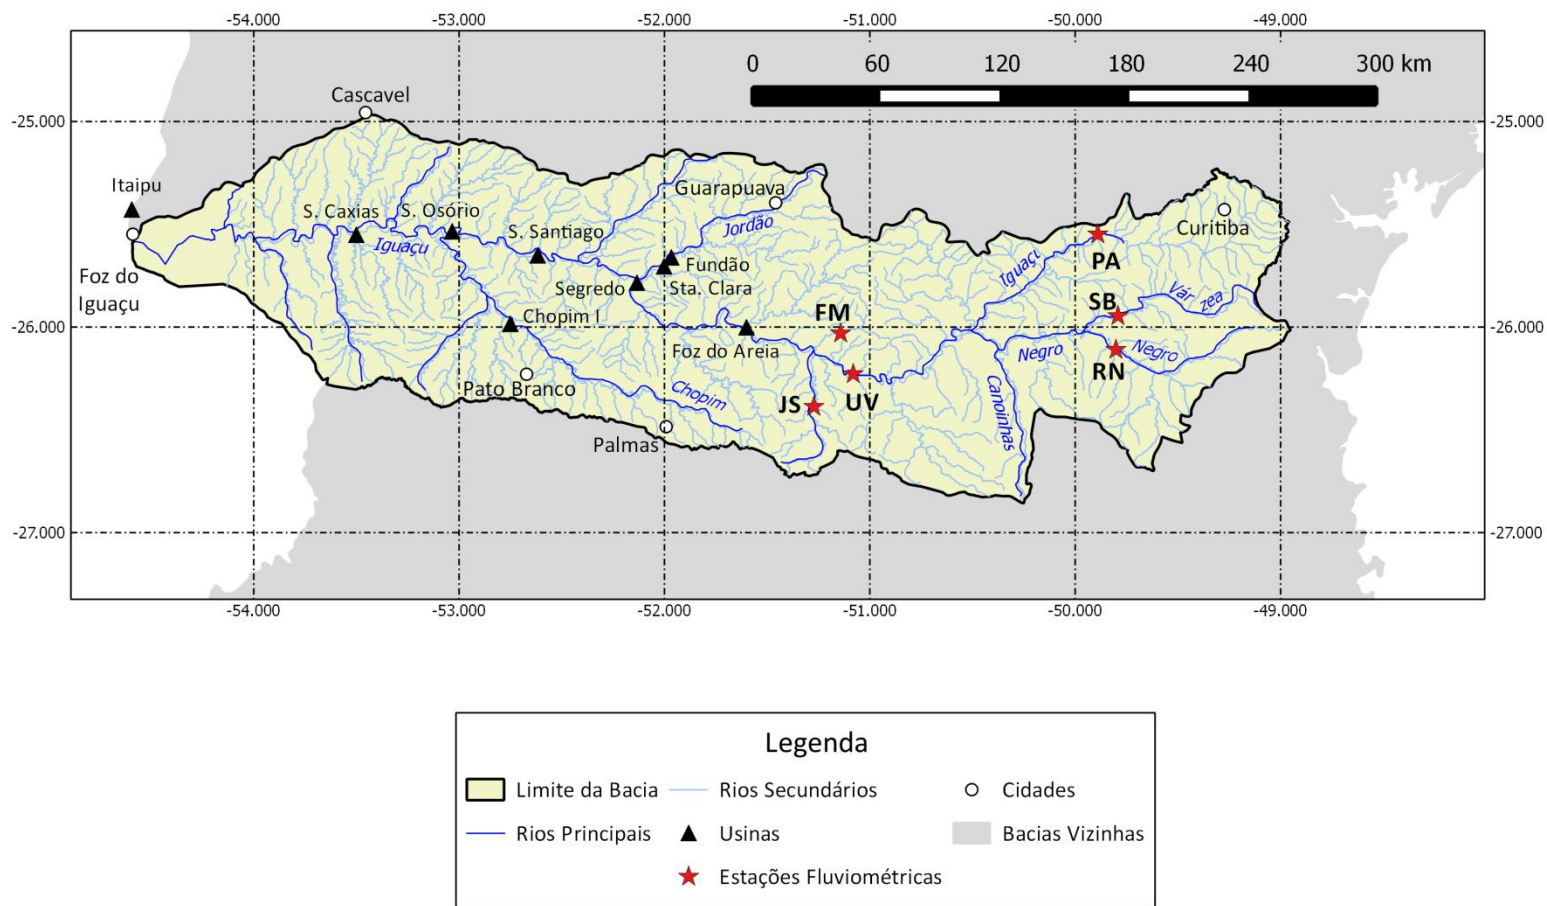 -54.000 -53.000 -52.000 -51.000 -50.000 -49.000
0 60 120 180 240 300 km
Cascavel
-25.000 -25.000
Itaipu
Guarapuava
S. Caxias
S. Osório
Jordão
Curitiba
S. Santiago
Iguaçu
Fundão
Iguaçu
PA
Foz do
Iguaçu
Segredo
Sta. Clara
SB
Várzea
FM
Chopim I
-26.000 -26.000
Foz do Areia
Negro
Negro
RN
Pato Branco
Chopim
JS
UV
Canoinhas
Palmas
-27.000 -27.000
-54.000 -53.000 -52.000 -51.000 -50.000 -49.000
Legenda
Limite da Bacia Rios Secundários Cidades
Rios Principais Usinas Bacias Vizinhas
Estações Fluviométricas